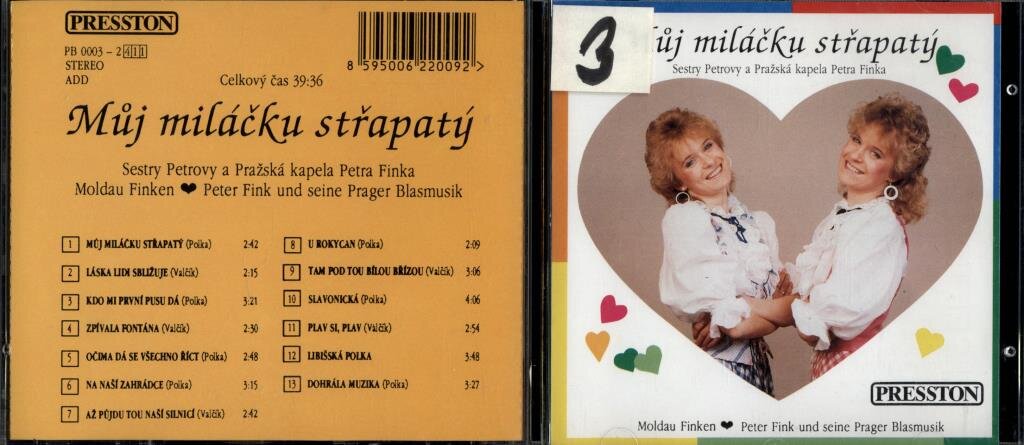 PRESSTON
PB 0003 – 2 411
STEREO
ADD
8 595006 220092 >
Celkový čas 39:36
Můj miláčku střapatý
Sestry Petrovy a Pražská kapela Petra Finka
Moldau Finken ❤ Peter Fink und seine Prager Blasmusik
1 MŮJ MILÁČKU STŘAPATÝ (Polka) 2:42
2 LÁSKA LIDI SBLIŽUJE (Valčík) 2:15
3 KDO MI PRVNÍ PUSU DÁ (Polka) 3:21
4 ZPÍVALA FONTÁNA (Valčík) 2:30
5 OČIMA DÁ SE VŠECHNO ŘÍCT (Polka) 2:48
6 NA NAŠÍ ZAHRÁDCE (Polka) 3:15
7 AŽ PŮJDU TOU NAŠÍ SILNICÍ (Valčík) 2:42
8 U ROKYCAN (Polka) 2:09
9 TAM POD TOU BÍLOU BŘÍZOU (Valčík) 3:06
10 SLAVONICKÁ (Polka) 4:06
11 PLAV SI, PLAV (Valčík) 2:54
12 LIBIŠSKÁ POLKA 3:48
13 DOHRÁLA MUZIKA (Polka) 3:27
3
ůj miláčku střapatý
Sestry Petrovy a Pražská kapela Petra Finka
PRESSTON
Moldau Finken ❤ Peter Fink und seine Prager Blasmusik